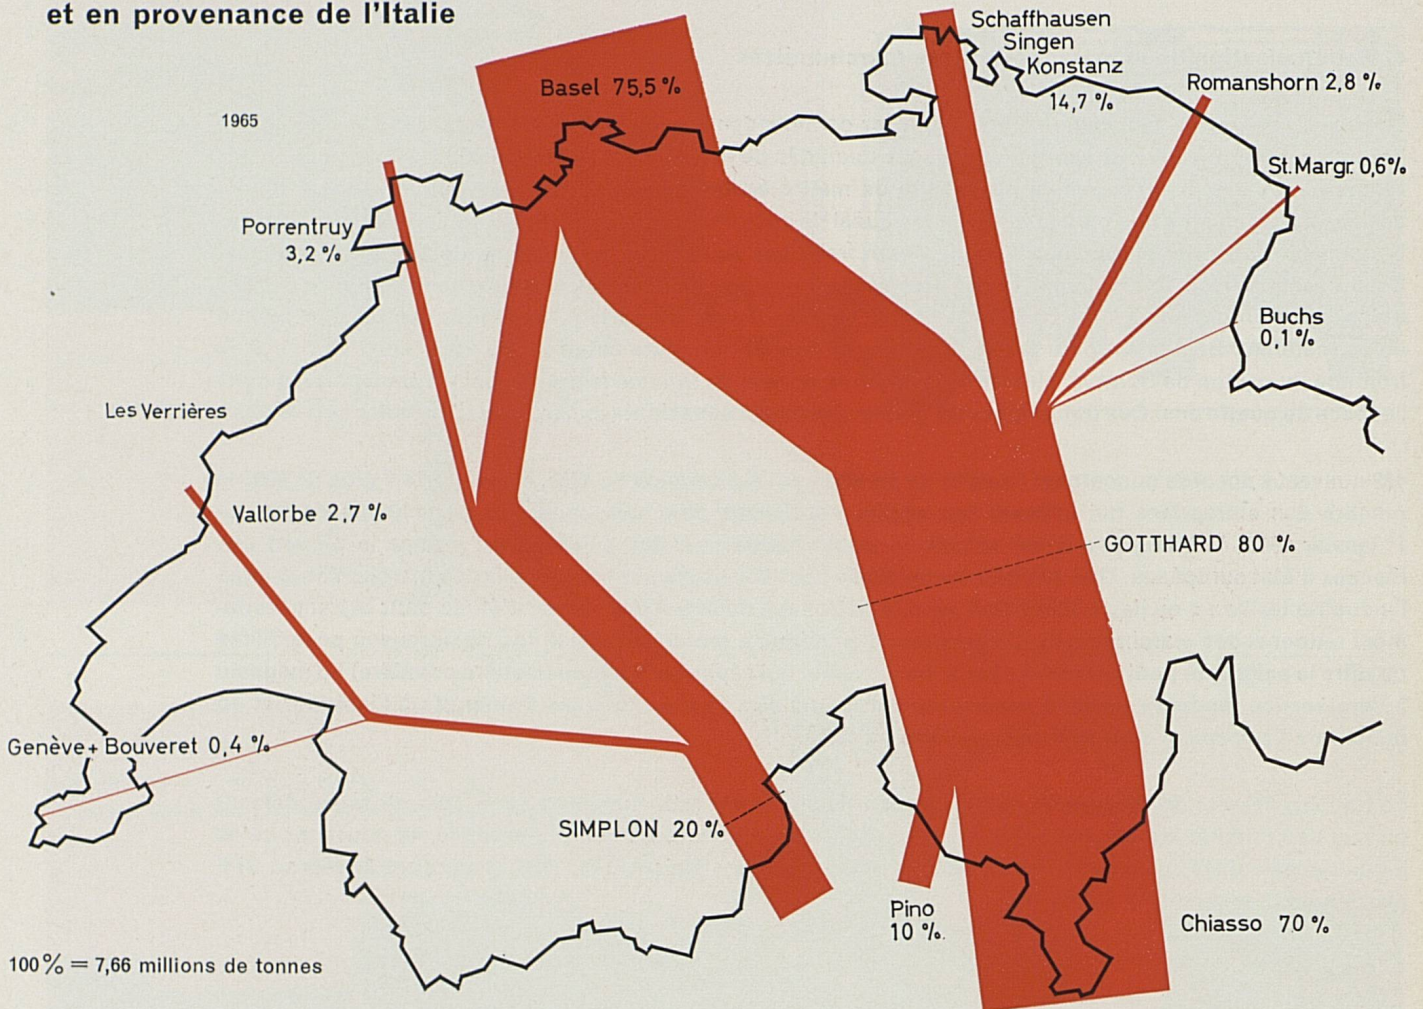 et en provenance de l'Italie
Schaffhausen
Singen
Konstanz
14,7 %
Basel 75,5 %
Romanshorn 2,8 %
1965
St. Margr. 0,6%
Porrentruy
3,2 %
Buchs
0,1 %
Les Verrières
Vallorbe 2,7 %
GOTTHARD 80 %
Genève + Bouveret 0,4 %
SIMPLON 20 %
Pino
10 %.
Chiasso 70 %
100 % = 7,66 millions de tonnes